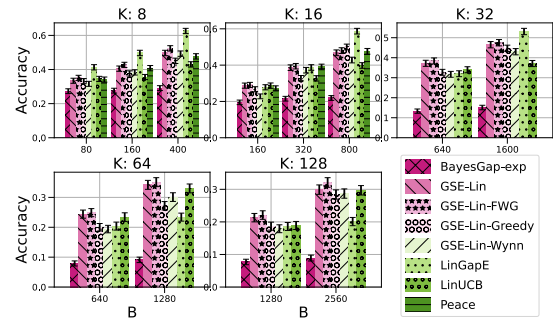 K: 8
K: 16
K: 32
Accuracy
0.6
0.4
0.2
0.0
80
160
400
0.6
0.4
0.2
0.0
160
320
800
0.5
0.4
0.3
0.2
0.1
0.0
640
1600
K: 64
K: 128
Accuracy
0.3
0.2
0.1
0.0
640
1280
B
0.3
0.2
0.1
0.0
1280
2560
B
BayesGap-exp
GSE-Lin
GSE-Lin-FWG
GSE-Lin-Greedy
GSE-Lin-Wynn
LinGapE
LinUCB
Peace